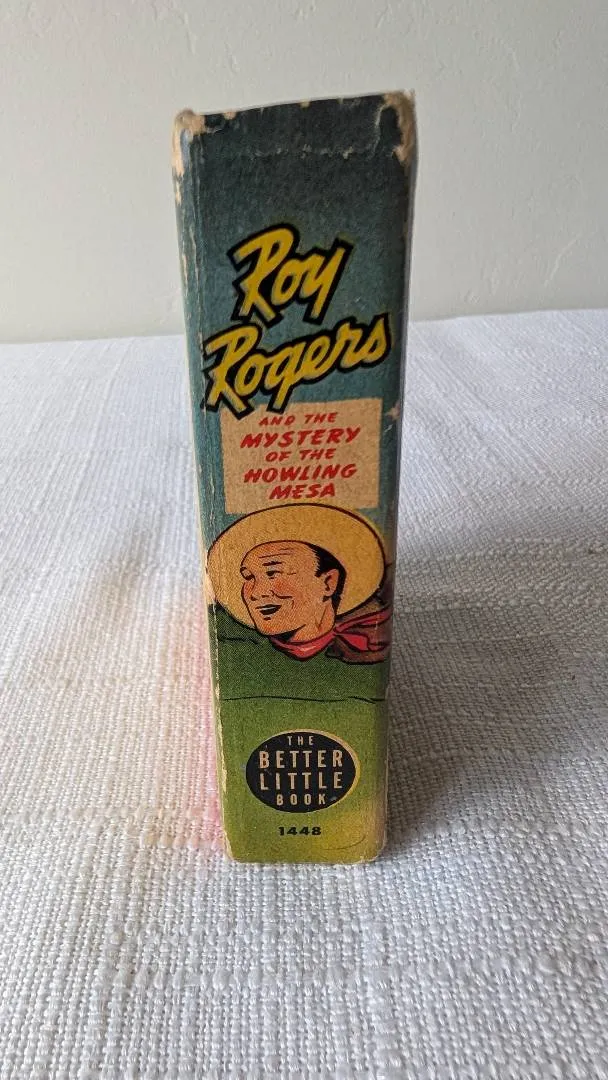 Roy
Rogers
AND THE
MYSTERY
OF THE
HOWLING
MESA
THE
BETTER
LITTLE
BOOK
1448